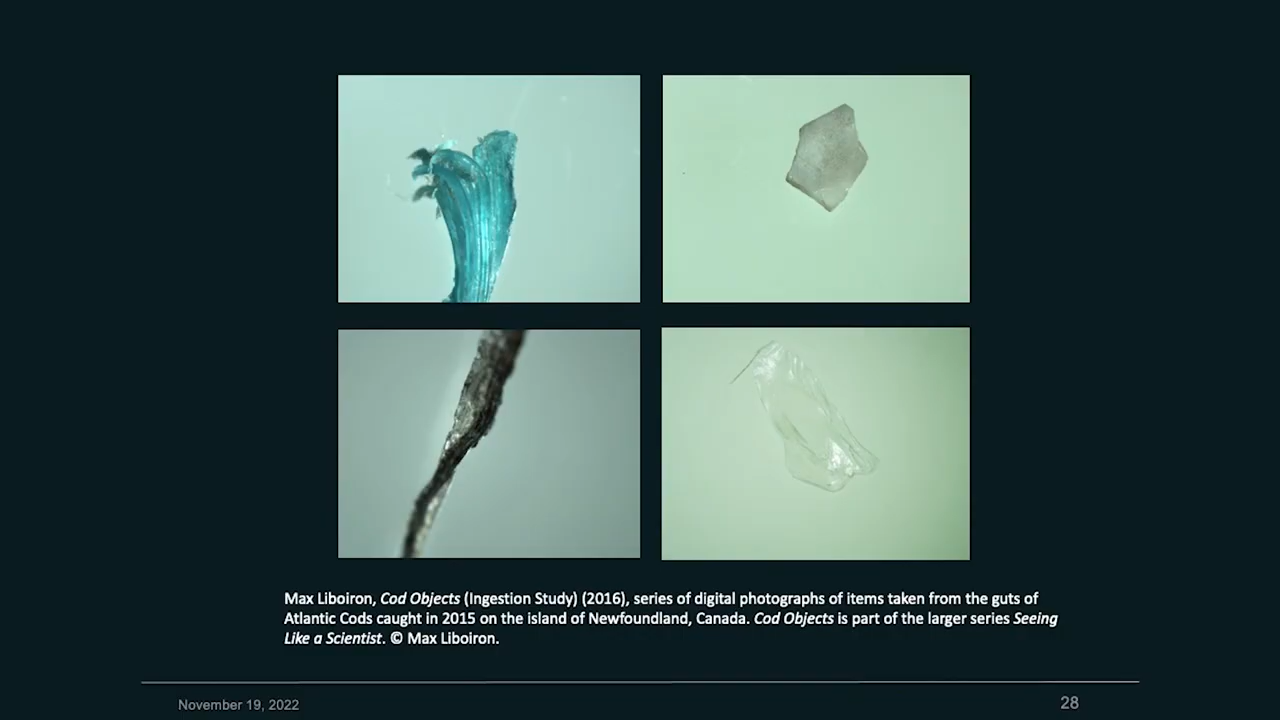 Max Liboiron, Cod Objects (Ingestion Study) (2016), series of digital photographs of items taken from the guts of
Atlantic Cods caught in 2015 on the island of Newfoundland, Canada. Cod Objects is part of the larger series Seeing
Like a Scientist. © Max Liboiron.
November 19, 2022
28